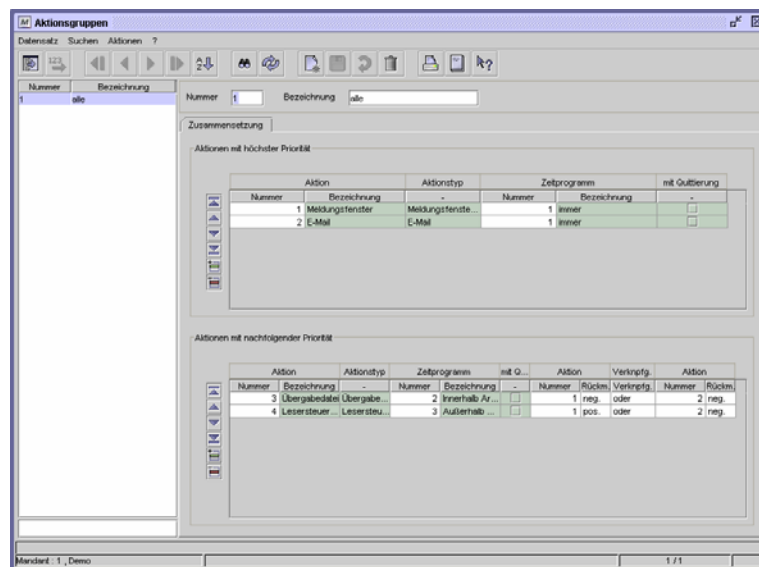 Aktionsgruppen
Datensatz Suchen Aktionen ?
Nummer Bezeichnung
1 alle
Nummer 1 Bezeichnung alle
Zusammensetzung
Aktionen mit höchster Priorität
Aktion Aktionstyp Zeitprogramm mit Quittierung
Nummer Bezeichnung - Nummer Bezeichnung -
1 Meldungsfenster Meldungsfenste... 1 immer
2 E-Mail E-Mail 1 immer
Aktionen mit nachfolgender Priorität
Aktion Aktionstyp Zeitprogramm mit Q... Aktion Verknpfg. Aktion
Nummer Bezeichnung - Nummer Bezeichnung - Nummer Rückm. Verknpfg. Nummer Rückm.
3 Übergabedatei Übergabe... 2 Innerhalb Ar... 1 neg. oder 2 neg.
4 Lesersteuer... Lesersteu... 3 Außerhalb ... 1 pos. oder 2 neg.
Mandant : 1 , Demo 1 / 1